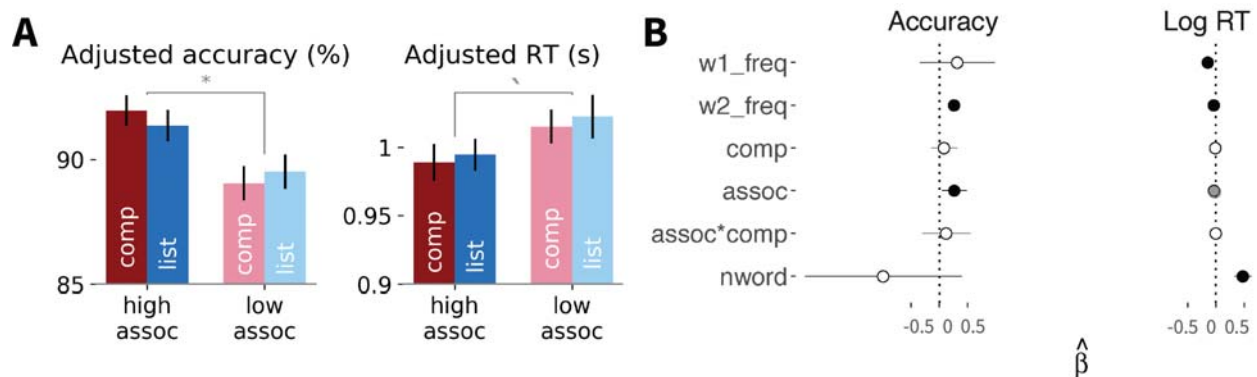 A
Adjusted accuracy (%)
*
90
85
comp
list
comp
list
high
assoc
low
assoc
Adjusted RT (s)
`
1
0.95
0.9
comp
list
comp
list
high
assoc
low
assoc
B
Accuracy
Log RT
w1_freq
w2_freq
comp
assoc
assoc*comp
nword
-0.5 0 0.5
-0.5 0 0.5
β̂